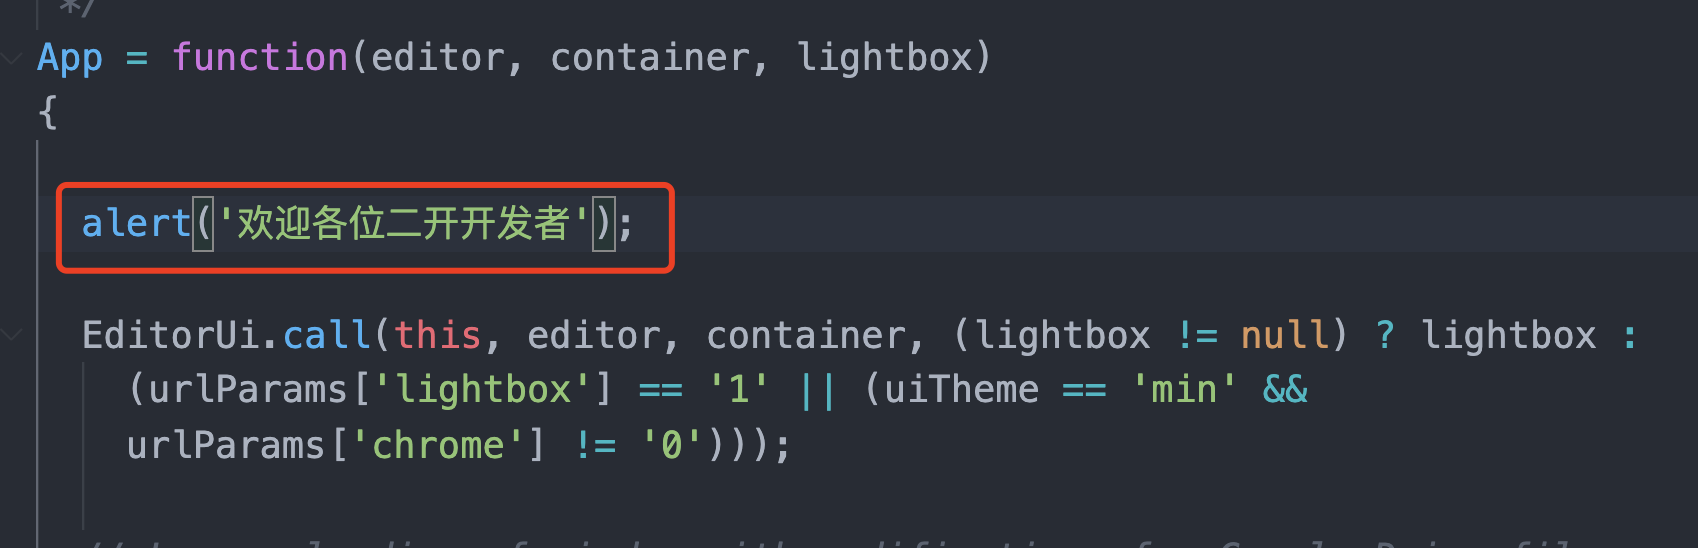 */
App = function(editor, container, lightbox)
{
alert('欢迎各位二开开发者');
EditorUi.call(this, editor, container, (lightbox != null) ? lightbox :
(urlParams['lightbox'] == '1' || (uiTheme == 'min' &&
urlParams['chrome'] != '0')));